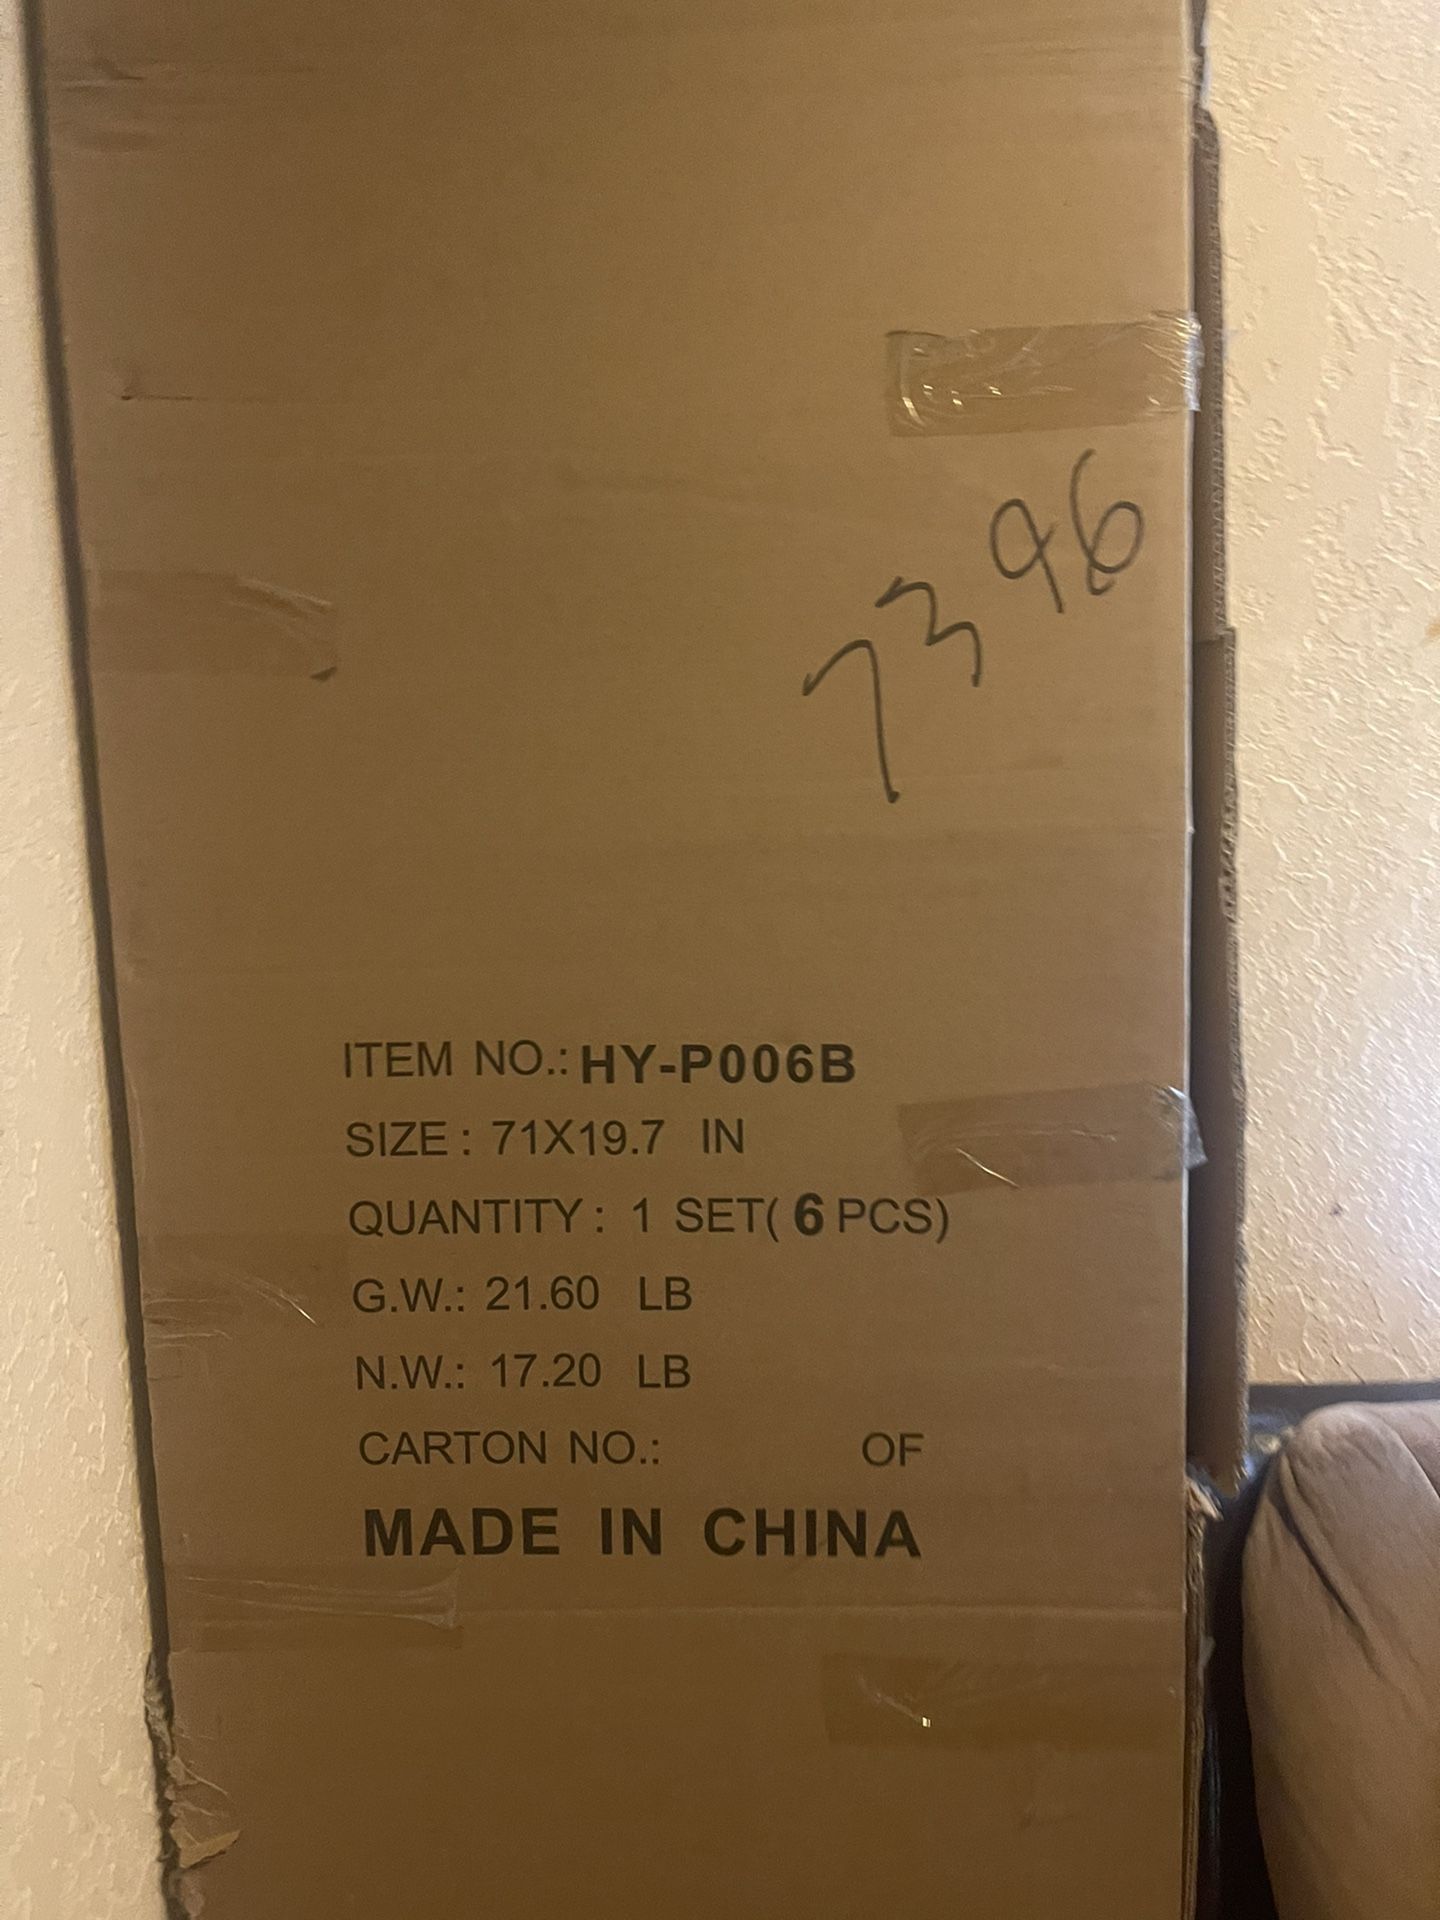 7396
ITEM NO.: HY-P006B
SIZE: 71X19.7 IN
QUANTITY: 1 SET( 6 PCS)
G.W.: 21.60 LB
N.W.: 17.20 LB
CARTON NO.: OF
MADE IN CHINA